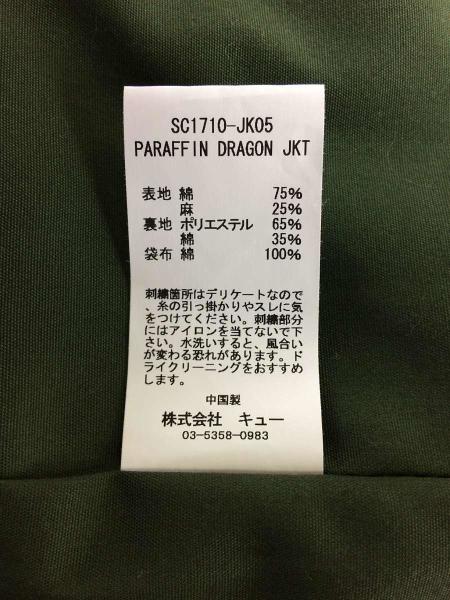 SC1710-JK05
PARAFFIN DRAGON JKT
表地 綿 75%
麻 25%
裏地 ポリエステル 65%
綿 35%
袋布 綿 100%
刺繍箇所はデリケートなので
、糸の引っ掛かりやスレに気
をつけてください。刺繍部分
にはアイロンを当てないで下
さい。水洗いすると、風合い
が変わる恐れがあります。ド
ライクリーニングをおすすめ
します。
中国製
株式会社 キュー
03-5358-0983